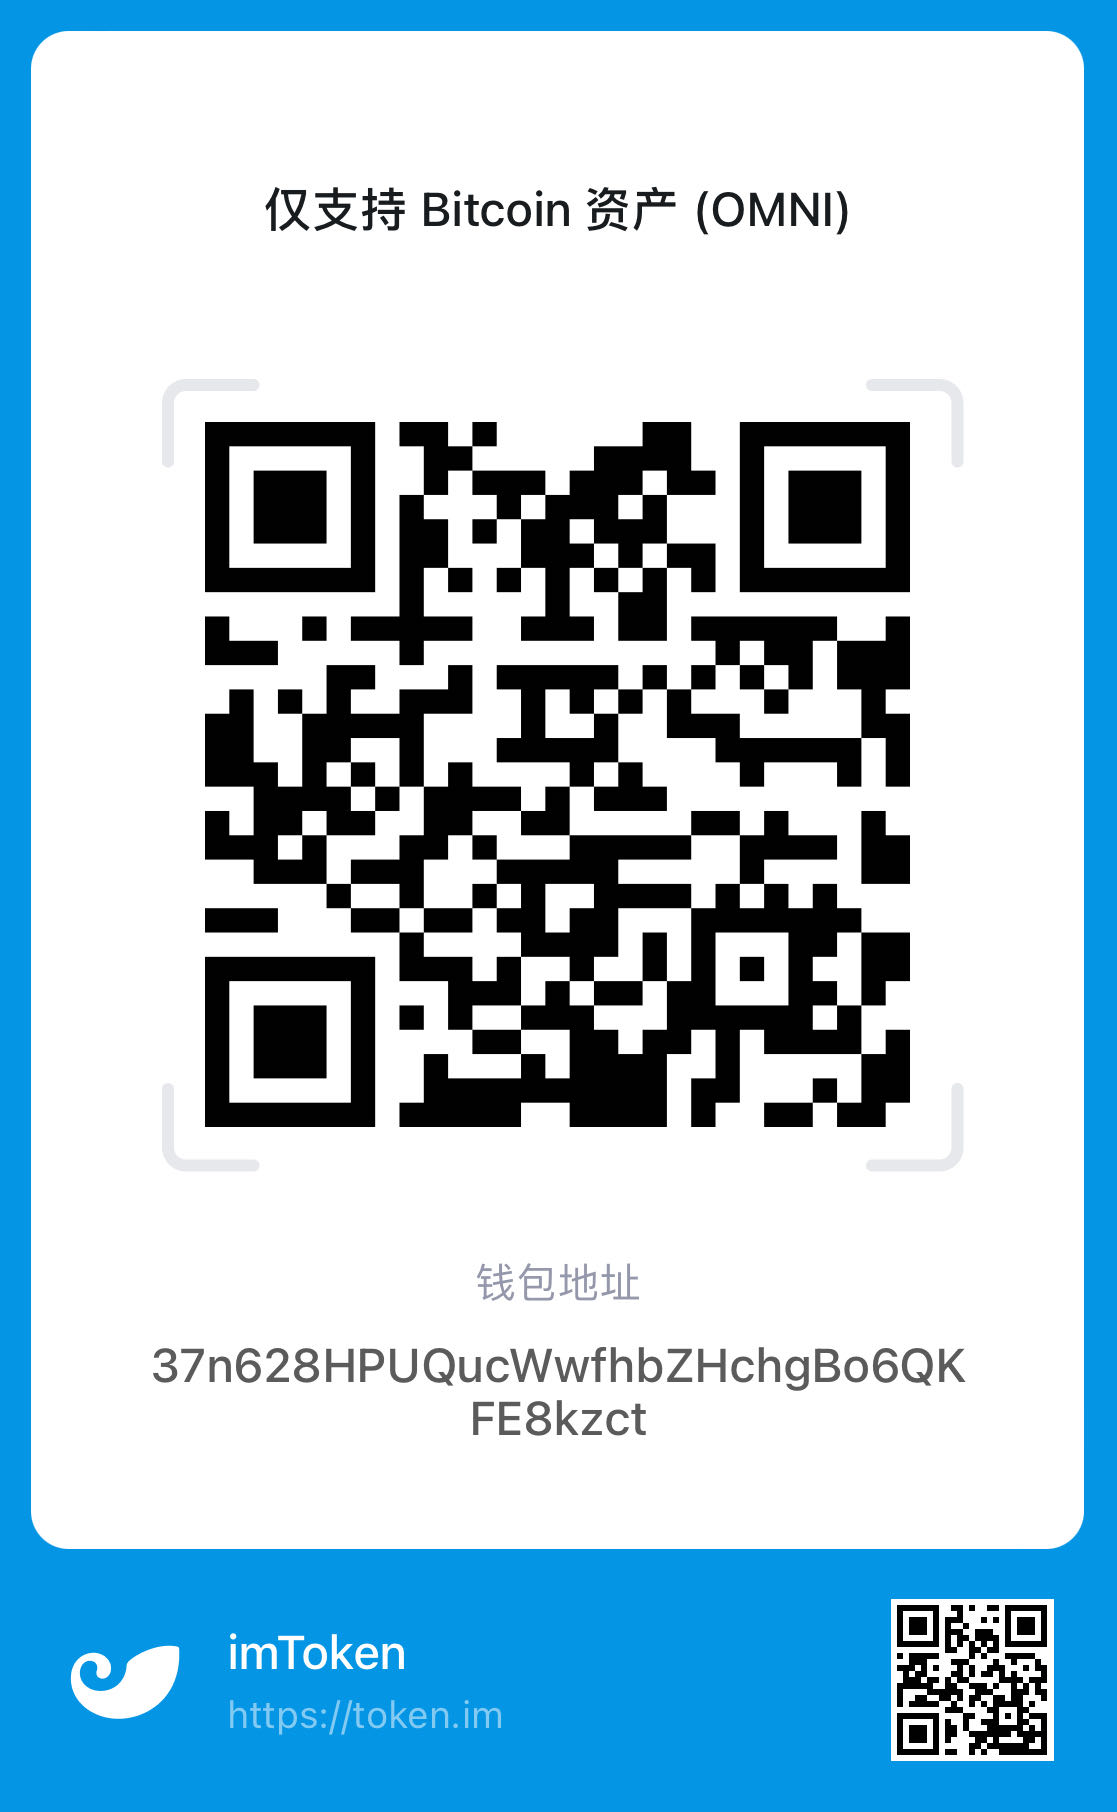 仅支持 Bitcoin 资产 (OMNI)
钱包地址
37n628HPUQucWwfhbZHchgBo6QK
FE8kzct
imToken
https://token.im